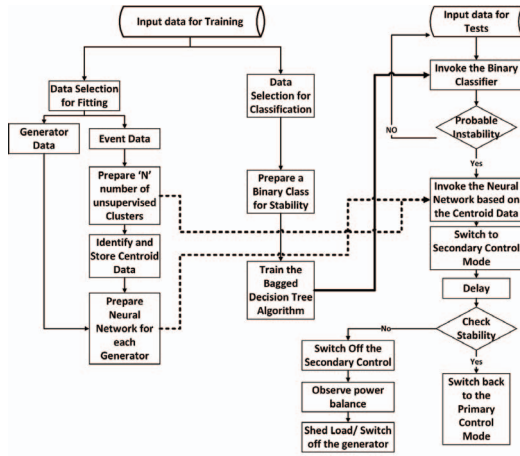 Input data for Training
Data Selection
for Fitting
Generator
Data
Event Data
Prepare ‘N’
number of
unsupervised
Clusters
Identify and
Store Centroid
Data
Prepare
Neural
Network for
each
Generator
Data
Selection for
Classification
Prepare a
Binary Class
for Stability
Train the
Bagged
Decision Tree
Algorithm
Input data for
Tests
Invoke the Binary
Classifier
Probable
Instability
NO
Yes
Invoke the Neural
Network based on
the Centroid Data
Switch to
Secondary Control
Mode
Delay
Check
Stability
No
Yes
Switch Off the
Secondary Control
Observe power
balance
Shed Load/ Switch
off the generator
Switch back
to the
Primary
Control
Mode